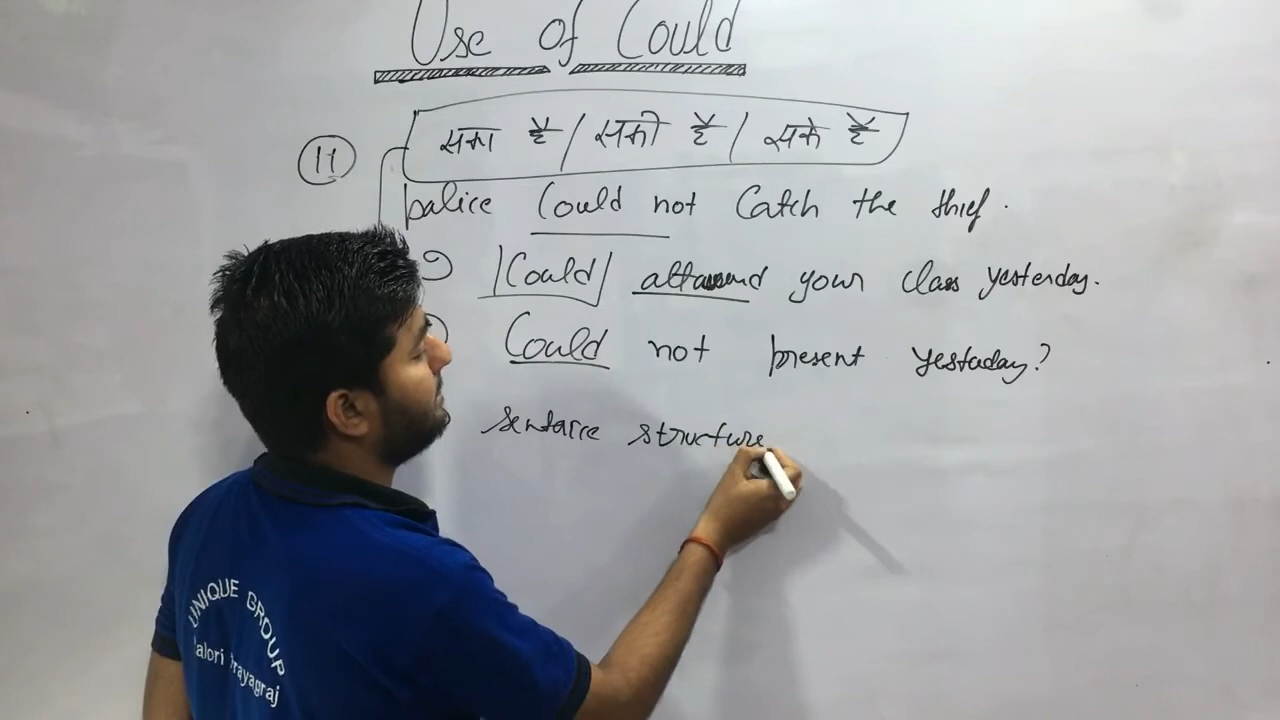 Use of Could
11
सका है / सकी है / सके है
police Could not Catch the thief.
Could attend your class yesterday.
Could not present yesterday?
sentance structure
UNIQUE GROUP
Prayagraj